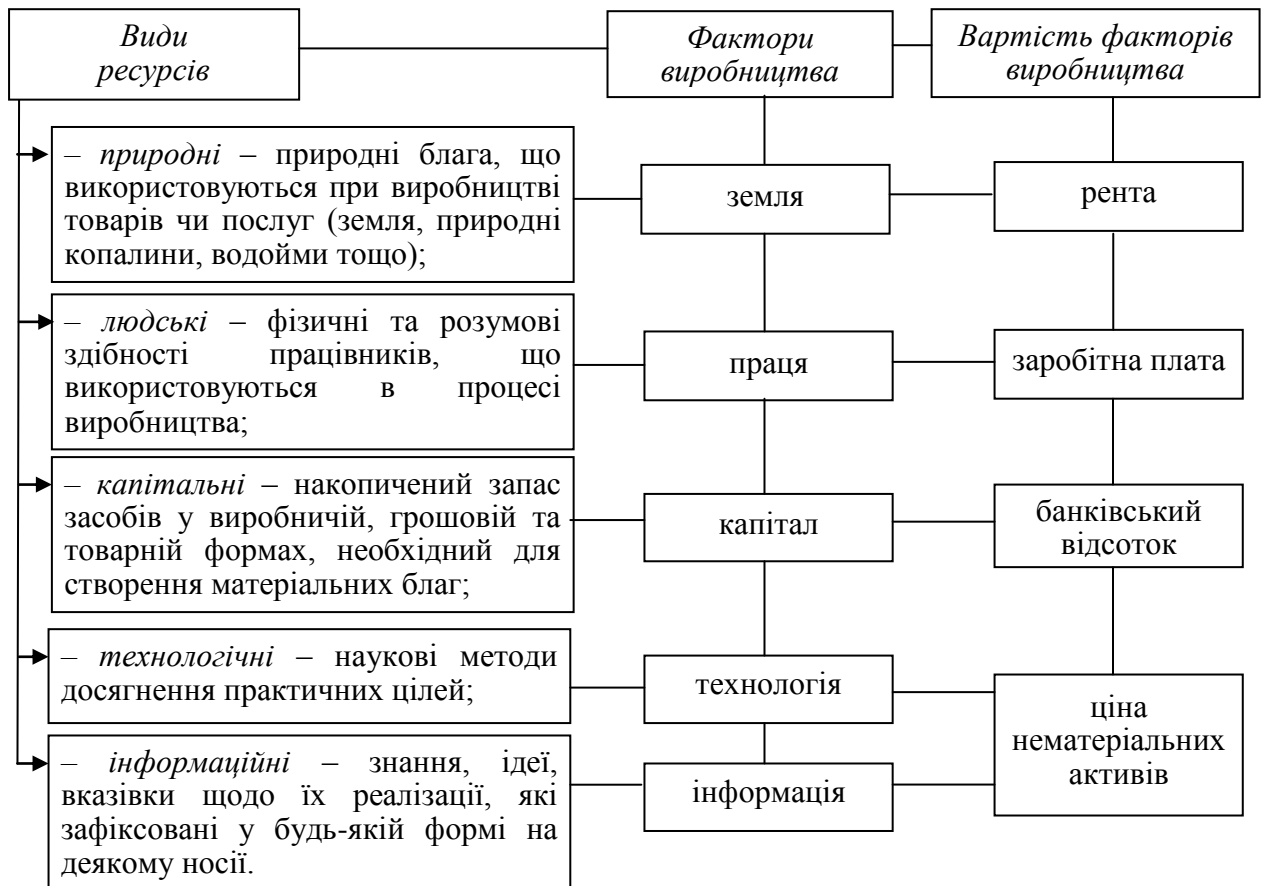 Види
ресурсів
Фактори
виробництва
Вартість факторів
виробництва
– природні – природні блага, що
використовуються при виробництві
товарів чи послуг (земля, природні
копалини, водойми тощо);
земля
рента
– людські – фізичні та розумові
здібності працівників, що
використовуються в процесі
виробництва;
праця
заробітна плата
– капітальні – накопичений запас
засобів у виробничій, грошовій та
товарній формах, необхідний для
створення матеріальних благ;
капітал
банківський
відсоток
– технологічні – наукові методи
досягнення практичних цілей;
технологія
ціна
нематеріальних
активів
– інформаційні – знання, ідеї,
вказівки щодо їх реалізації, які
зафіксовані у будь-якій формі на
деякому носії.
інформація